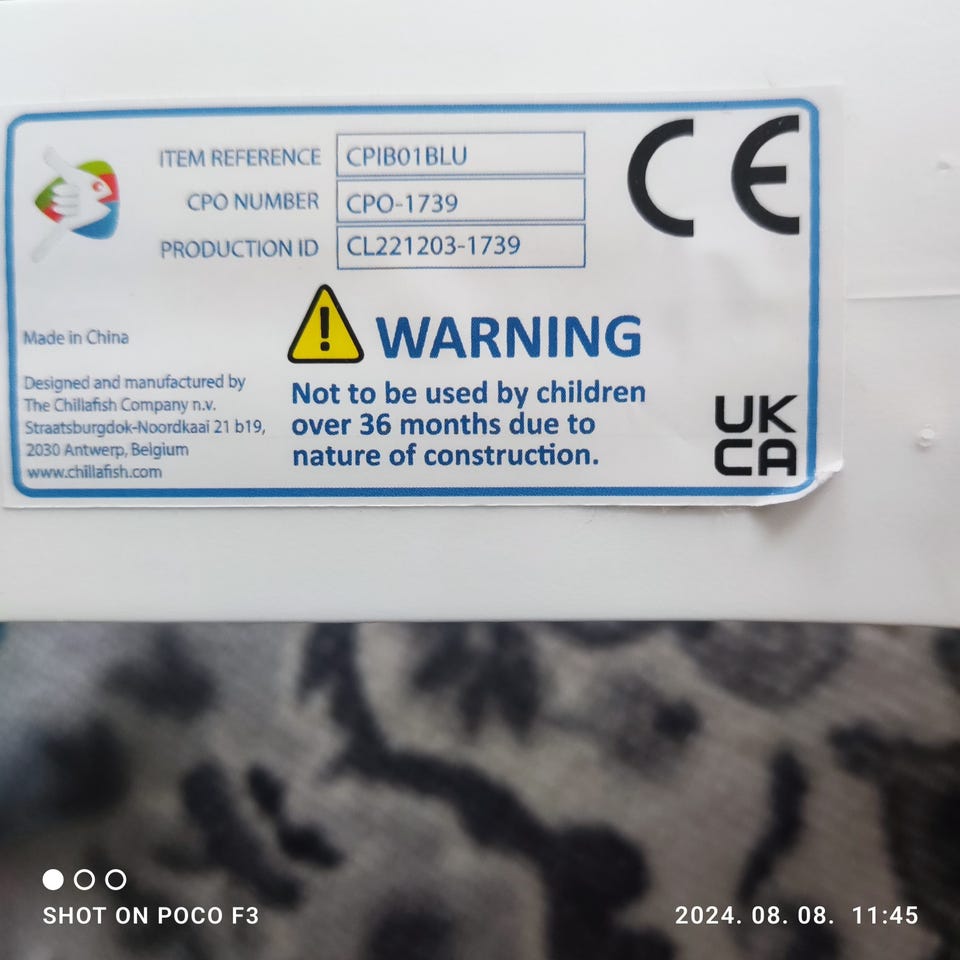 ITEM REFERENCE CPIB01BLU
CPO NUMBER CPO-1739
PRODUCTION ID CL221203-1739
CE
WARNING
Not to be used by children
over 36 months due to
nature of construction.
Made in China
Designed and manufactured by
The Chillafish Company n.v.
Straatsburgdok-Noordkaai 21 b19,
2030 Antwerp, Belgium
www.chillafish.com
UK
CA
SHOT ON POCO F3
2024. 08. 08. 11:45